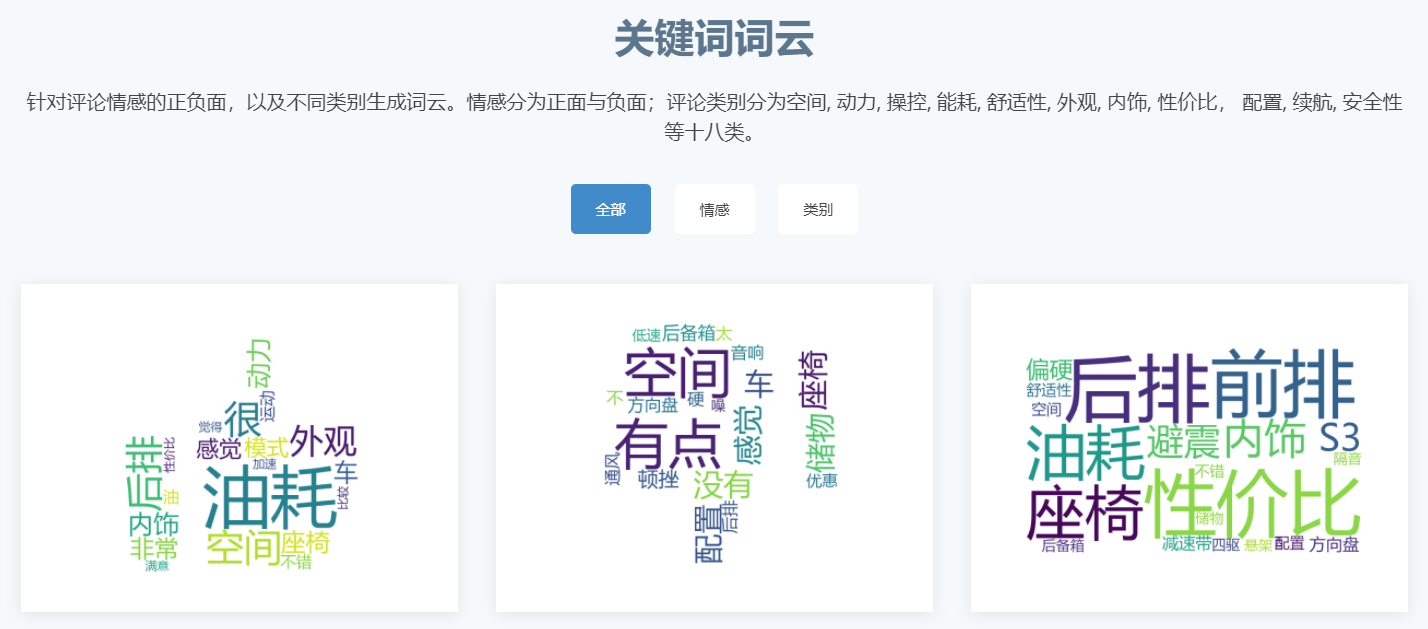 关键词词云
针对评论情感的正负面，以及不同类别生成词云。情感分为正面与负面；评论类别分为空间, 动力, 操控, 能耗, 舒适性, 外观, 内饰, 性价比， 配置, 续航, 安全性
等十八类。
全部
情感
类别
动力
运动
很
觉得
感觉
模式
外观
加速
后排
性价比
油耗
车
比较
油
内饰
非常
满意
空间
座椅
不错
低速
后备箱
太
空间
音响
车
座椅
不
方向盘
硬
噪
有点
感觉
储物
通风
顿挫
没有
优惠
配置
后排
偏硬
舒适性
空间
后排
前排
油耗
避震
内饰
S3
隔音
不错
座椅
性价比
储物
后备箱
减速带
四驱
悬架
配置
方向盘